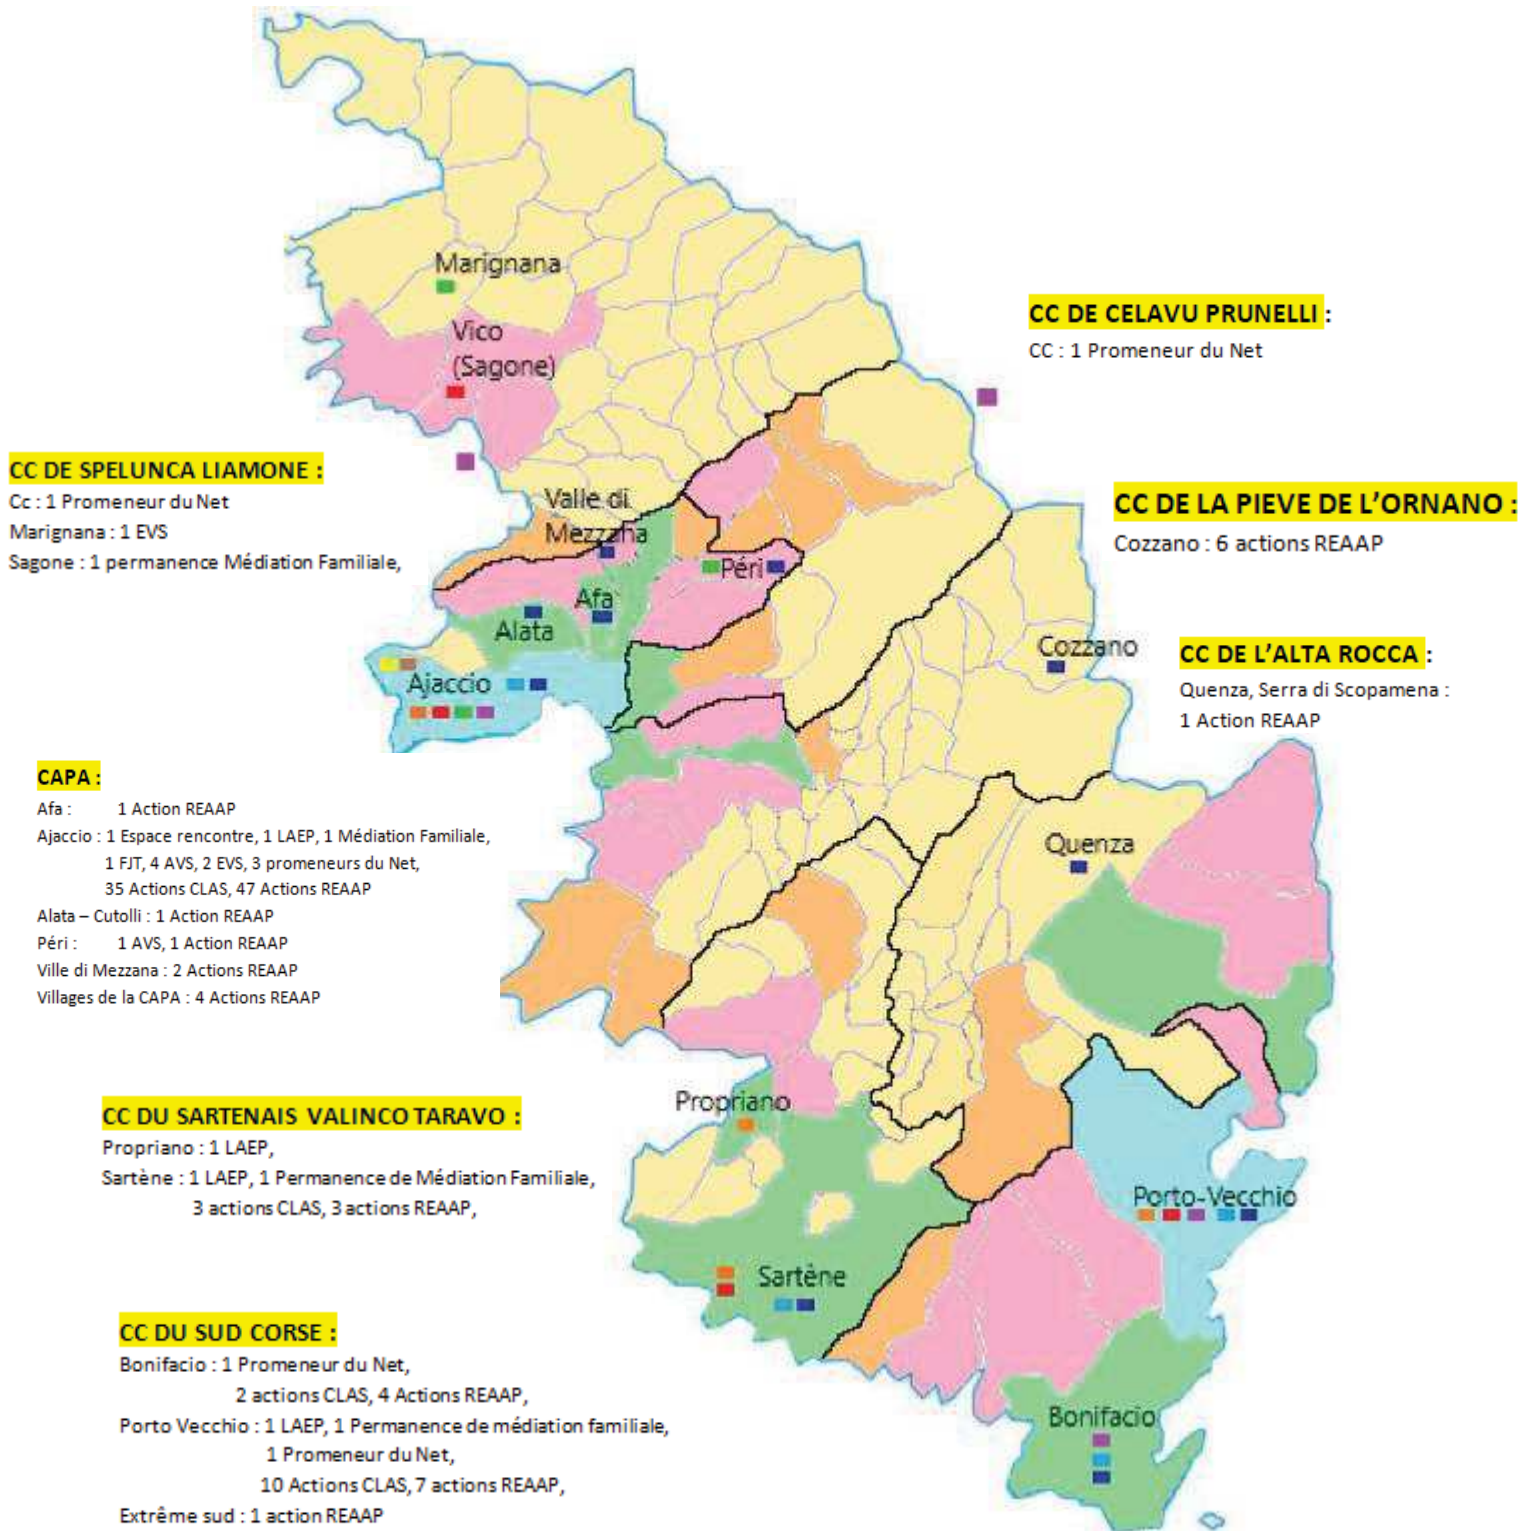 Marignana
Vico
(Sagone)
CC DE CELAVU PRUNELLI :
CC : 1 Promeneur du Net
CC DE SPELUNCA LIAMONE :
Cc : 1 Promeneur du Net
Marignana : 1 EVS
Sagone : 1 permanence Médiation Familiale,
Valle di
Mezzana
Péri
Afa
Alata
Ajaccio
CC DE LA PIEVE DE L'ORNANO :
Cozzano : 6 actions REAAP
Cozzano
CC DE L'ALTA ROCCA :
Quenza, Serra di Scopamena :
1 Action REAAP
CAPA :
Afa : 1 Action REAAP
Ajaccio : 1 Espace rencontre, 1 LAEP, 1 Médiation Familiale,
1 FJT, 4 AVS, 2 EVS, 3 promeneurs du Net,
35 Actions CLAS, 47 Actions REAAP
Alata – Cutolli : 1 Action REAAP
Péri : 1 AVS, 1 Action REAAP
Ville di Mezzana : 2 Actions REAAP
Villages de la CAPA : 4 Actions REAAP
Quenza
CC DU SARTENAIS VALINCO TARAVO :
Propriano : 1 LAEP,
Sartène : 1 LAEP, 1 Permanence de Médiation Familiale,
3 actions CLAS, 3 actions REAAP,
Propriano
Porto-Vecchio
Sartène
CC DU SUD CORSE :
Bonifacio : 1 Promeneur du Net,
2 actions CLAS, 4 Actions REAAP,
Porto Vecchio : 1 LAEP, 1 Permanence de médiation familiale,
1 Promeneur du Net,
10 Actions CLAS, 7 actions REAAP,
Extrême sud : 1 action REAAP
Bonifacio